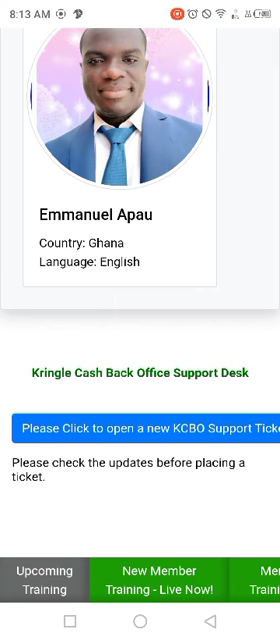 8:13 AM
Emmanuel Apau
Country: Ghana
Language: English
Kringle Cash Back Office Support Desk
Please Click to open a new KCBO Support Ticke
Please check the updates before placing a
ticket.
Upcoming
Training
New Member
Training - Live Now!
Me
Traini